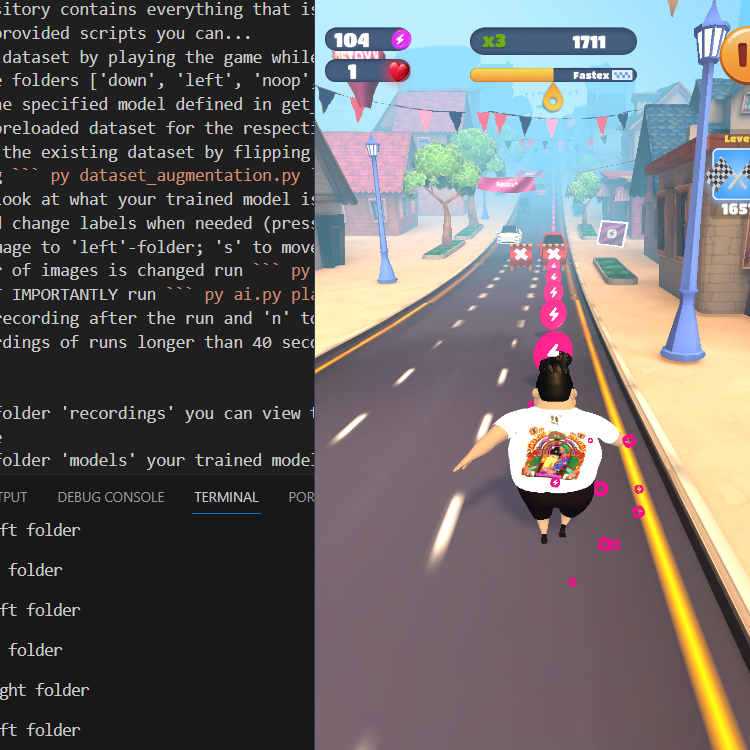 sitory contains everything that is
provided scripts you can...
dataset by playing the game while
e folders ['down', 'left', 'noop'
he specified model defined in get_
preloaded dataset for the respecti
the existing dataset by flipping
g ``` py dataset_augmentation.py
look at what your trained model is
d change labels when needed (press
mage to 'left'-folder; 's' to move
r of images is changed run ``` py
T IMPORTANTLY run ``` py ai.py pla
recording after the run and 'n' to
rdings of runs longer than 40 seco
folder 'recordings' you can view
e
folder 'models' your trained model
TPUT DEBUG CONSOLE TERMINAL POR
ft folder
folder
ft folder
folder
ght folder
ft folder
104
x3 1711
1
Fastex
Leve
165
Fastex